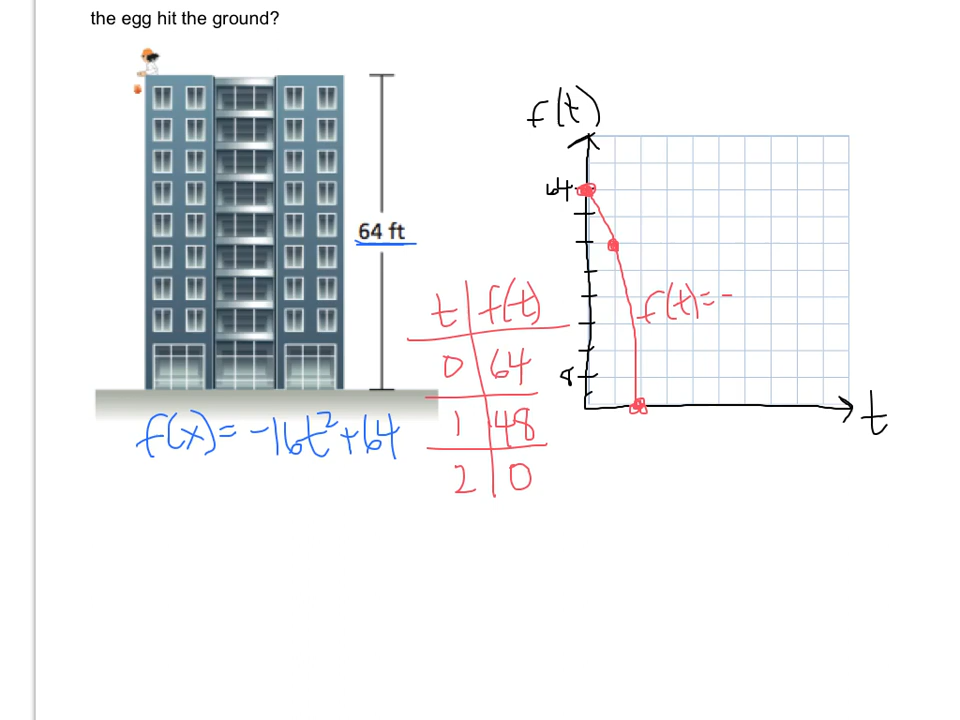 the egg hit the ground?
64 ft
f(x)= -16t²+64
t f(t)
0 64
1 48
2 0
f(t)
64
8
t
f(t)= -